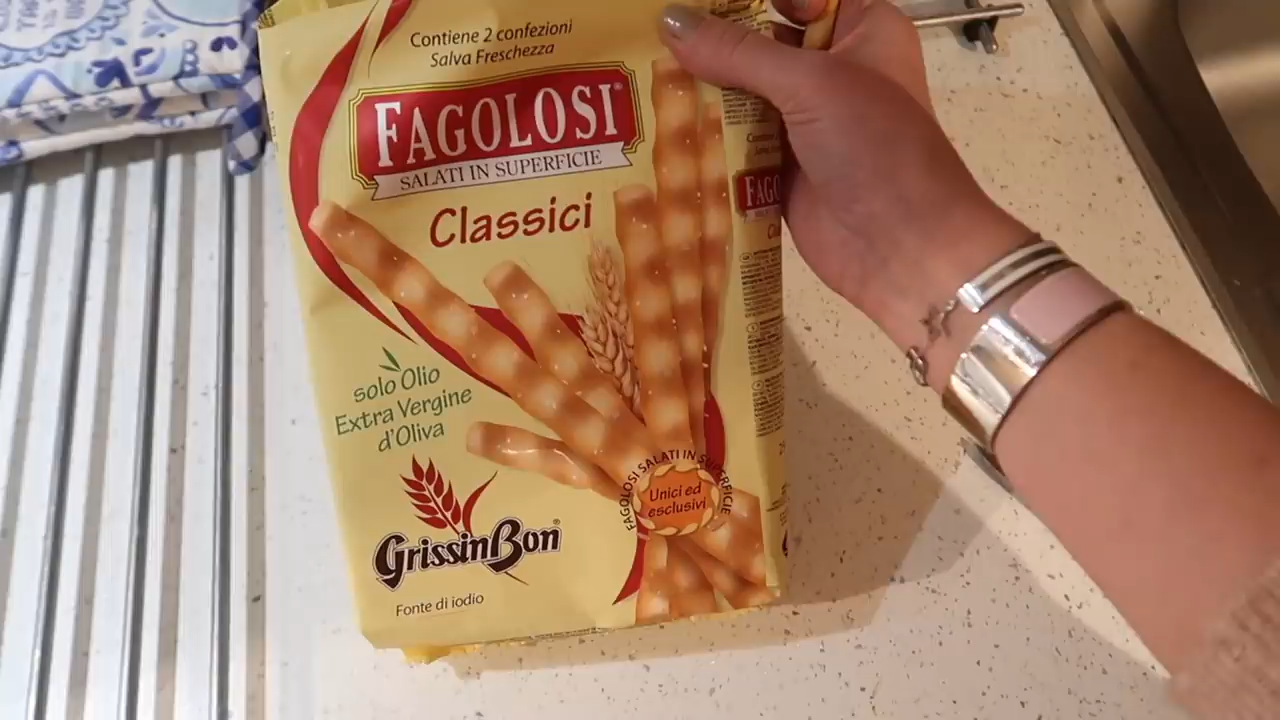 Contiene 2 confezioni
Salva Freschezza
FAGOLOSI®
SALATI IN SUPERFICIE
Classici
solo Olio
Extra Vergine
d'Oliva
FAGOLOSI SALATI IN SUPERFICIE
Unici ed
esclusivi
GrissinBon®
Fonte di iodio
FAGO